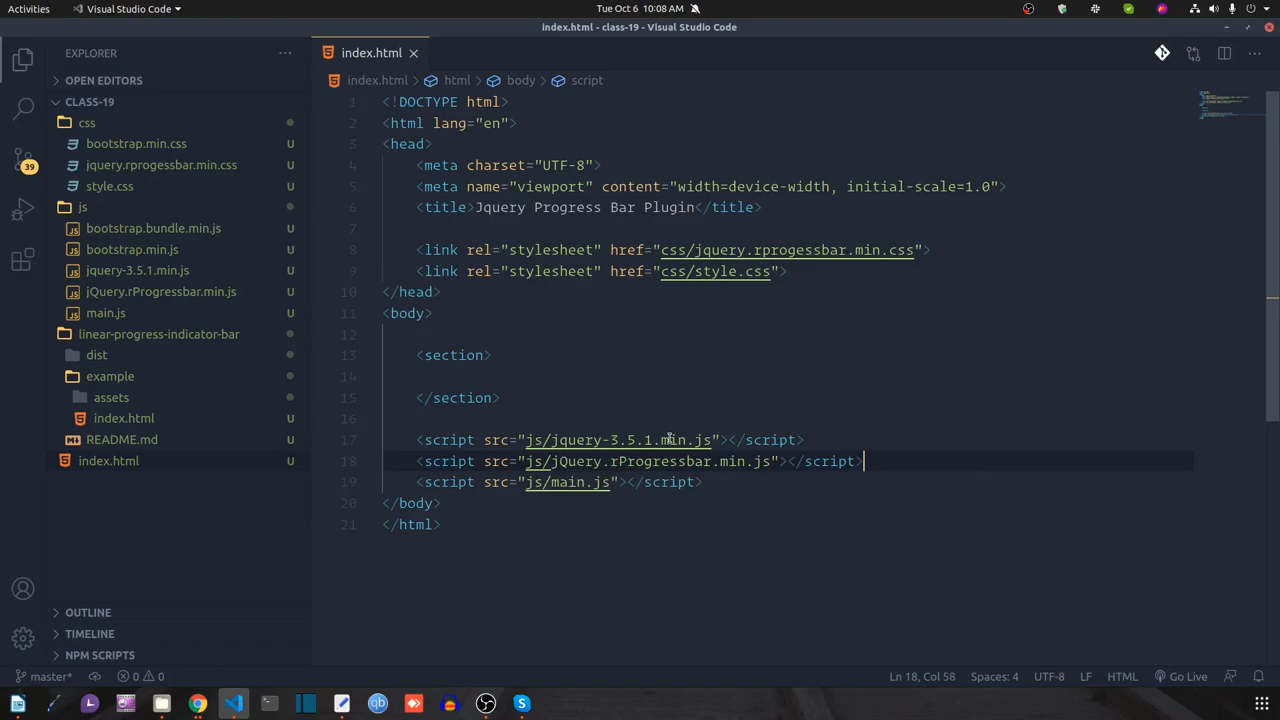 Activities
Visual Studio Code
Tue Oct 6 10:08 AM
index.html - class-19 - Visual Studio Code
EXPLORER
index.html
OPEN EDITORS
index.html
html
body
script
CLASS-19
css
bootstrap.min.css U
jquery.rprogessbar.min.css U
style.css U
js
bootstrap.bundle.min.js U
bootstrap.min.js U
jquery-3.5.1.min.js U
jQuery.rProgressbar.min.js U
main.js U
linear-progress-indicator-bar
dist
example
assets
index.html U
README.md U
index.html U
39
OUTLINE
TIMELINE
NPM SCRIPTS
1 <!DOCTYPE html>
2 <html lang="en">
3 <head>
4 <meta charset="UTF-8">
5 <meta name="viewport" content="width=device-width, initial-scale=1.0">
6 <title>Jquery Progress Bar Plugin</title>
7
8 <link rel="stylesheet" href="css/jquery.rprogessbar.min.css">
9 <link rel="stylesheet" href="css/style.css">
10 </head>
11 <body>
12
13 <section>
14
15 </section>
16
17 <script src="js/jquery-3.5.1.min.js"></script>
18 <script src="js/jQuery.rProgressbar.min.js"></script>
19 <script src="js/main.js"></script>
20 </body>
21 </html>
master*
0
0
Ln 18, Col 58
Spaces: 4
UTF-8
LF
HTML
Go Live
qb